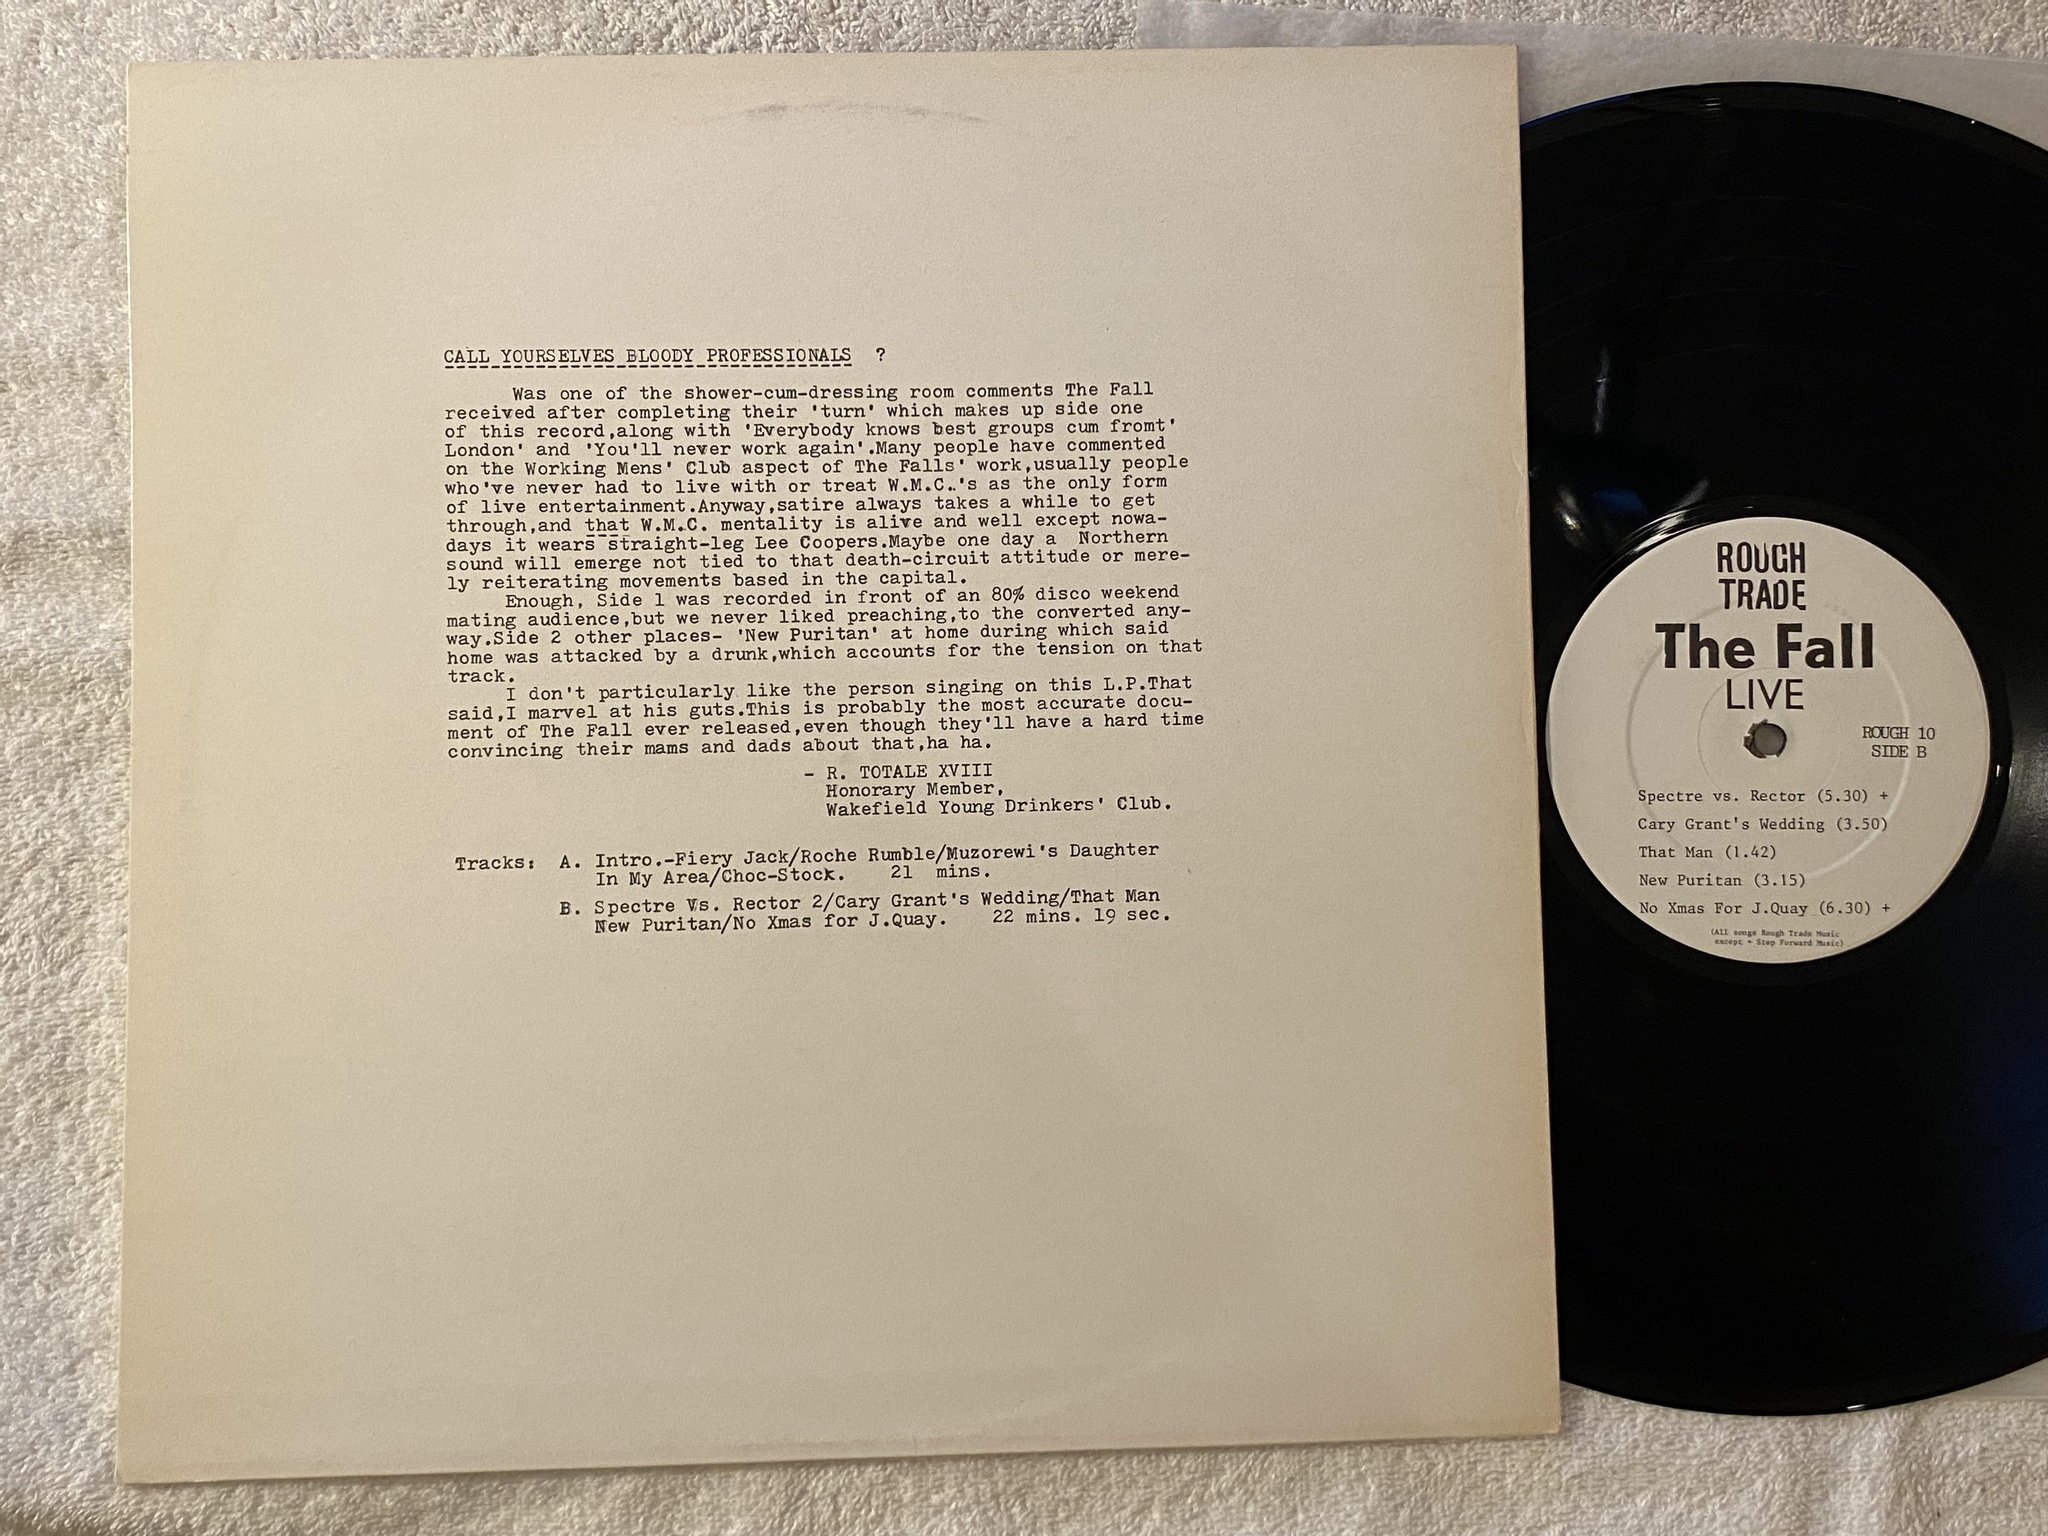 CALL YOURSELVES BLOODY PROFESSIONALS ?
Was one of the shower-cum-dressing room comments The Fall
received after completing their 'turn' which makes up side one
of this record,along with 'Everybody knows best groups cum fromt'
London' and 'You'll never work again'.Many people have commented
on the Working Mens' Club aspect of The Falls' work,usually people
who've never had to live with or treat W.M.C.'s as the only form
of live entertainment.Anyway,satire always takes a while to get
through,and that W.M.C. mentality is alive and well except nowa-
days it wears straight-leg Lee Coopers.Maybe one day a Northern
sound will emerge not tied to that death-circuit attitude or mere-
ly reiterating movements based in the capital.
Enough, Side 1 was recorded in front of an 80% disco weekend
mating audience,but we never liked preaching,to the converted any-
way.Side 2 other places- 'New Puritan' at home during which said
home was attacked by a drunk,which accounts for the tension on that
track.
I don't particularly like the person singing on this L.P.That
said,I marvel at his guts.This is probably the most accurate docu-
ment of The Fall ever released,even though they'll have a hard time
convincing their mams and dads about that,ha ha.
- R. TOTALE XVIII
Honorary Member,
Wakefield Young Drinkers' Club.
Tracks: A. Intro.-Fiery Jack/Roche Rumble/Muzorewi's Daughter
In My Area/Choc-Stock. 21 mins.
B. Spectre Vs. Rector 2/Cary Grant's Wedding/That Man
New Puritan/No Xmas for J.Quay. 22 mins. 19 sec.
ROUGH
TRADE
The Fall
LIVE
ROUGH 10
SIDE B
Spectre vs. Rector (5.30) +
Cary Grant's Wedding (3.50)
That Man (1.42)
New Puritan (3.15)
No Xmas For J.Quay (6.30) +
(All songs Rough Trade Music
except + Step Forward Music)